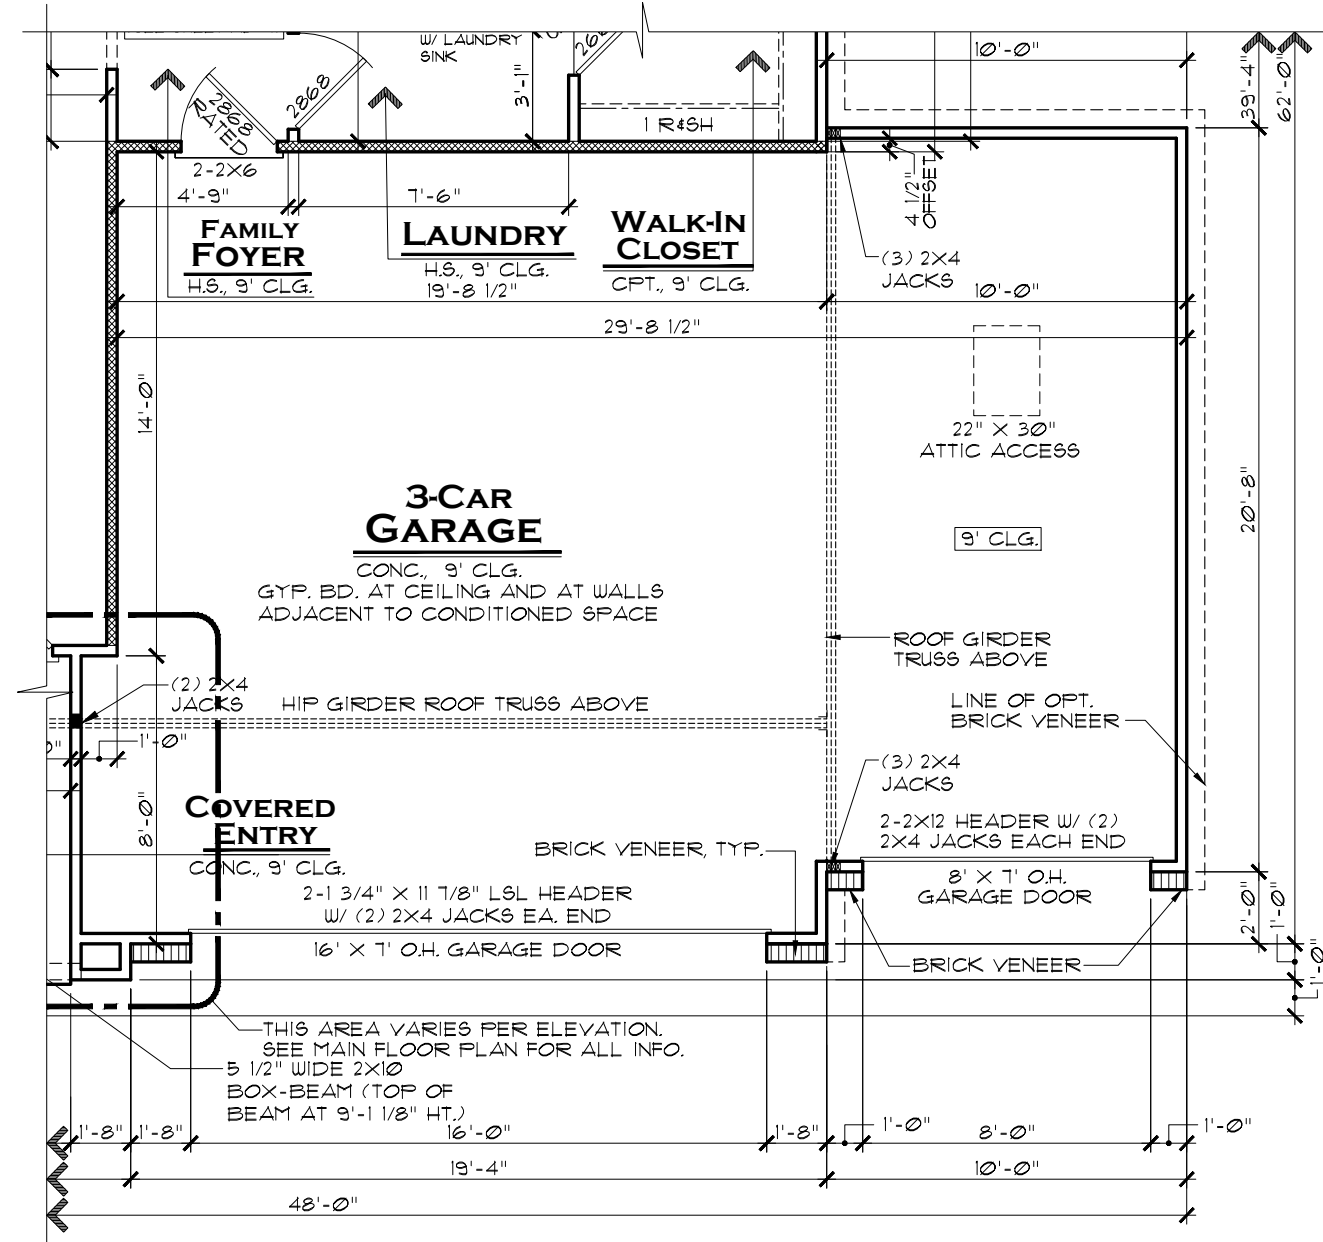 W/ LAUNDRY
SINK
3'-1"
2868
2868
RATED
2-2X6
1 R&SH
10'-0"
39'-4"
62'-0"
4'-9"
7'-6"
4 1/2"
OFFSET
FAMILY
FOYER
H.S., 9' CLG.
LAUNDRY
H.S., 9' CLG.
WALK-IN
CLOSET
CPT., 9' CLG.
(3) 2X4
JACKS
19'-8 1/2"
10'-0"
29'-8 1/2"
14'-0"
22" X 30"
ATTIC ACCESS
20'-8"
3-CAR
GARAGE
CONC., 9' CLG.
GYP. BD. AT CEILING AND AT WALLS
ADJACENT TO CONDITIONED SPACE
9' CLG.
ROOF GIRDER
TRUSS ABOVE
(2) 2X4
JACKS
HIP GIRDER ROOF TRUSS ABOVE
LINE OF OPT.
BRICK VENEER
1'-0"
8'-0"
(3) 2X4
JACKS
COVERED
ENTRY
CONC., 9' CLG.
2-2X12 HEADER W/ (2)
2X4 JACKS EACH END
BRICK VENEER, TYP.
8' X 7' O.H.
GARAGE DOOR
2-1 3/4" X 11 7/8" LSL HEADER
W/ (2) 2X4 JACKS EA. END
16' X 7' O.H. GARAGE DOOR
BRICK VENEER
2'-0"
1'-0"
1'-0"
THIS AREA VARIES PER ELEVATION.
SEE MAIN FLOOR PLAN FOR ALL INFO.
5 1/2" WIDE 2X10
BOX-BEAM (TOP OF
BEAM AT 9'-1 1/8" HT.)
1'-8"
1'-8"
16'-0"
1'-8"
1'-0"
8'-0"
1'-0"
19'-4"
10'-0"
48'-0"